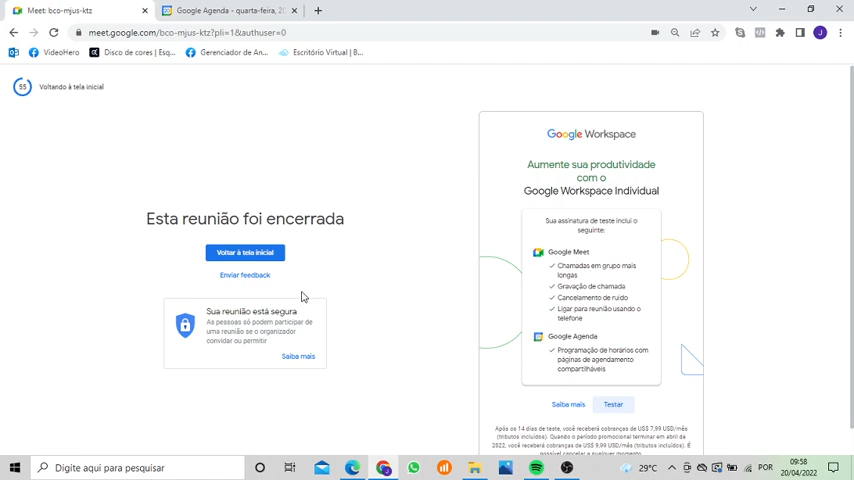 Meet: bco-mjus-ktz
Google Agenda - quarta-feira, 20
meet.google.com/bco-mjus-ktz?pli=1&authuser=0
J
VideoHero
Disco de cores | Esq...
Gerenciador de An...
Escritório Virtual | B...
55
Voltando à tela inicial
Esta reunião foi encerrada
Voltar à tela inicial
Enviar feedback
Sua reunião está segura
As pessoas só podem participar de
uma reunião se o organizador
convidar ou permitir
Saiba mais
Google Workspace
Aumente sua produtividade
com o
Google Workspace Individual
Sua assinatura de teste inclui o
seguinte:
Google Meet
Chamadas em grupo mais
longas
Gravação de chamada
Cancelamento de ruído
Ligar para reunião usando o
telefone
Google Agenda
Programação de horários com
páginas de agendamento
compartilháveis
Saiba mais
Testar
Após os 14 dias de teste, você receberá cobranças de US$ 7,99 USD/mês
(tributos incluídos). Quando o período promocional terminar em abril de
2022, você receberá cobranças de US$ 9,99 USD/mês (tributos incluídos). É
possível cancelar a qualquer momento.
Digite aqui para pesquisar
29°C
POR
09:58
20/04/2022